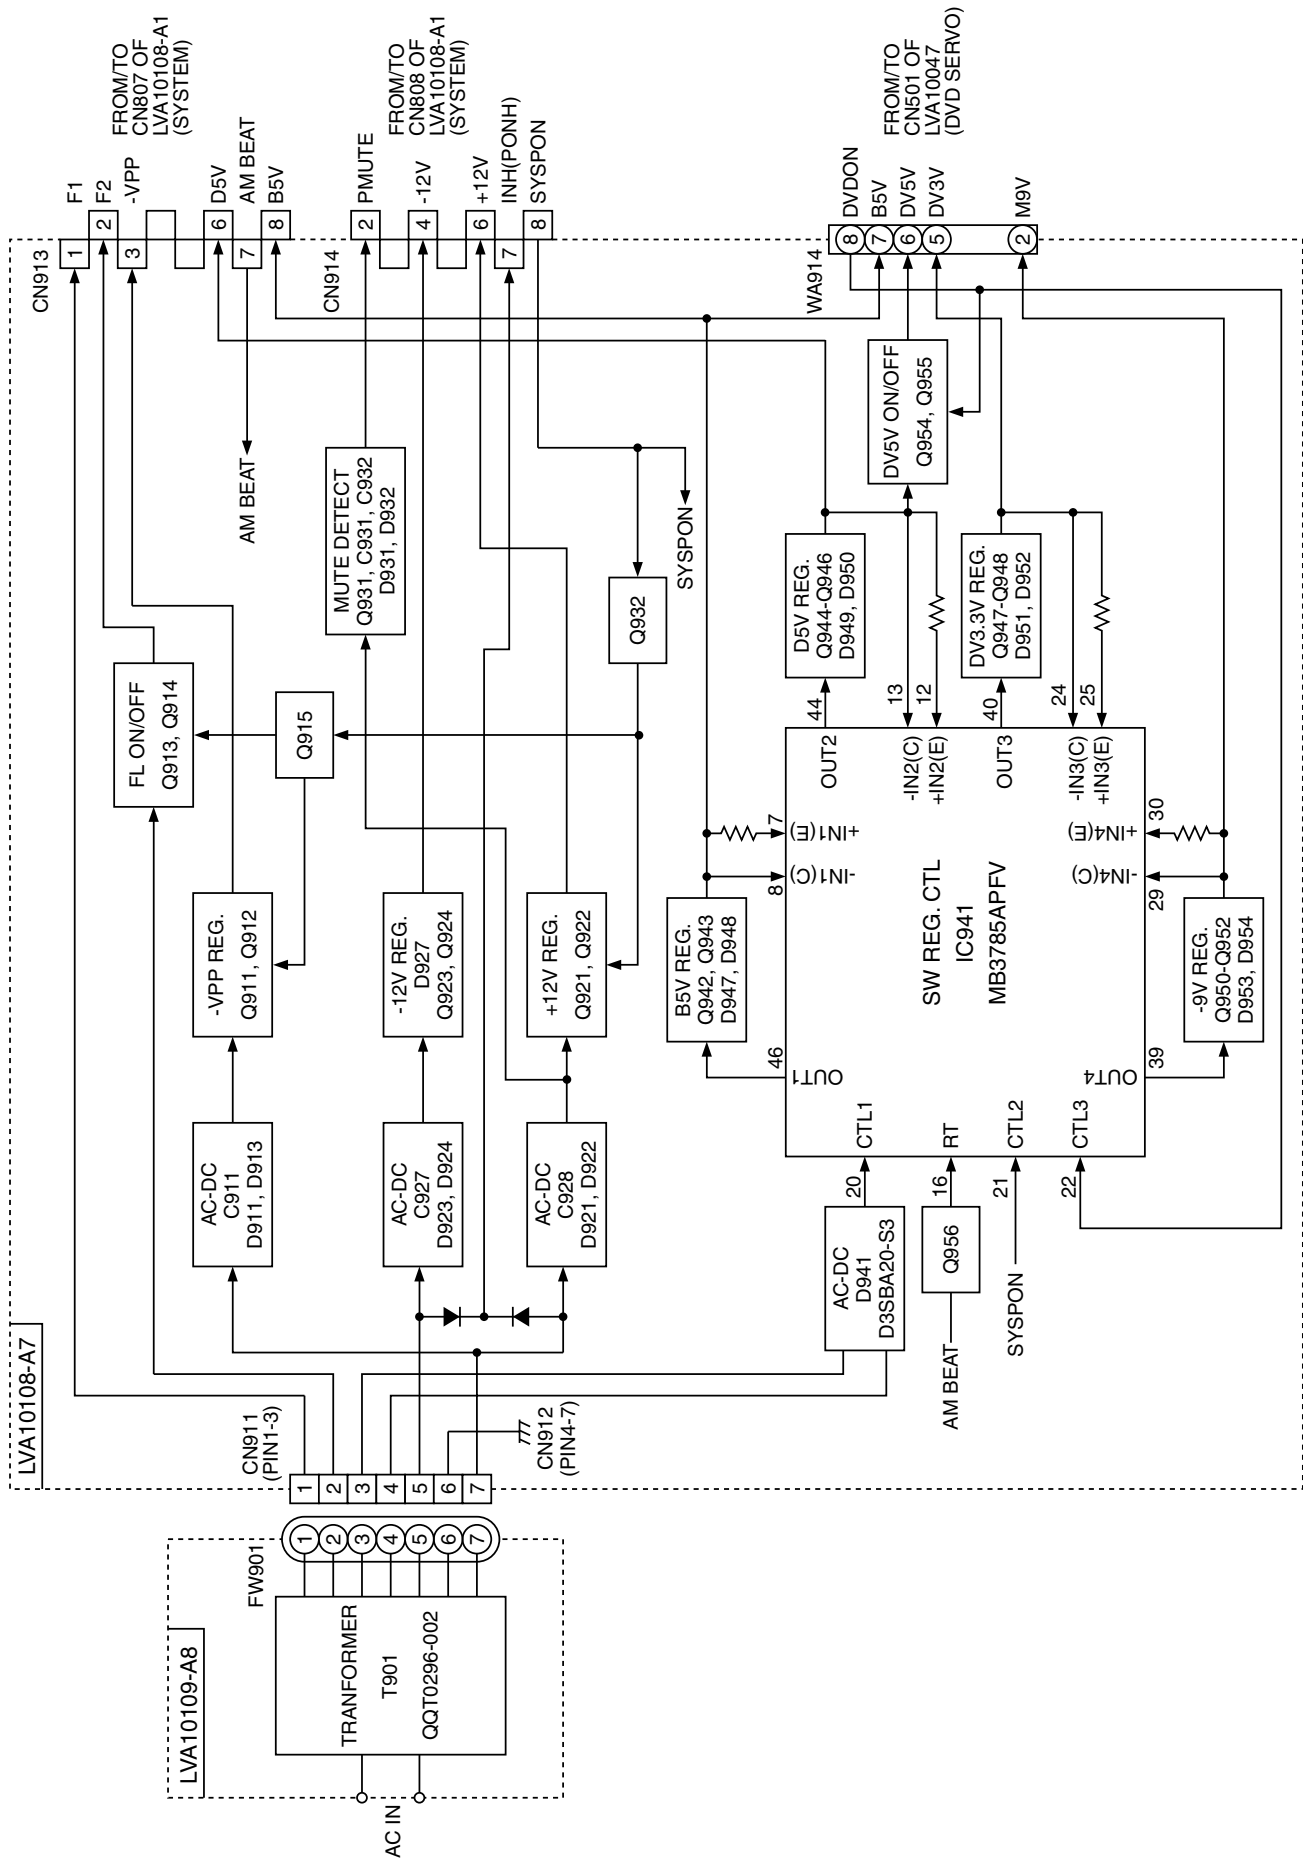 LVA10109-A8
AC IN
TRANFORMER
T901
QQT0296-002
FW901
1
2
3
4
5
6
7
LVA10108-A7
CN911
(PIN1-3)
1
2
3
4
5
6
7
CN912
(PIN4-7)
AC-DC
C911
D911, D913
AC-DC
C927
D923, D924
AC-DC
C928
D921, D922
AC-DC
D941
D3SBA20-S3
AM BEAT
Q956
SYSPON
-VPP REG.
Q911, Q912
-12V REG.
D927
Q923, Q924
+12V REG.
Q921, Q922
B5V REG.
Q942, Q943
D947, D948
-9V REG.
Q950-Q952
D953, D954
20
CTL1
16
RT
21
CTL2
22
CTL3
46
OUT1
39
OUT4
SW REG. CTL
IC941
MB3785APFV
8
-IN1(C)
7
+IN1(E)
29
-IN4(C)
30
+IN4(E)
OUT2
44
-IN2(C)
13
+IN2(E)
12
OUT3
40
-IN3(C)
24
+IN3(E)
25
FL ON/OFF
Q913, Q914
Q915
Q932
MUTE DETECT
Q931, C931, C932
D931, D932
AM BEAT
SYSPON
D5V REG.
Q944-Q946
D949, D950
DV3.3V REG.
Q947-Q948
D951, D952
DV5V ON/OFF
Q954, Q955
CN913
1
F1
2
F2
3
-VPP
6
D5V
7
AM BEAT
8
B5V
FROM/TO
CN807 OF
LVA10108-A1
(SYSTEM)
CN914
2
PMUTE
4
-12V
6
+12V
7
INH(PONH)
8
SYSPON
FROM/TO
CN808 OF
LVA10108-A1
(SYSTEM)
WA914
8
DVDON
7
B5V
6
DV5V
5
DV3V
2
M9V
FROM/TO
CN501 OF
LVA10047
(DVD SERVO)